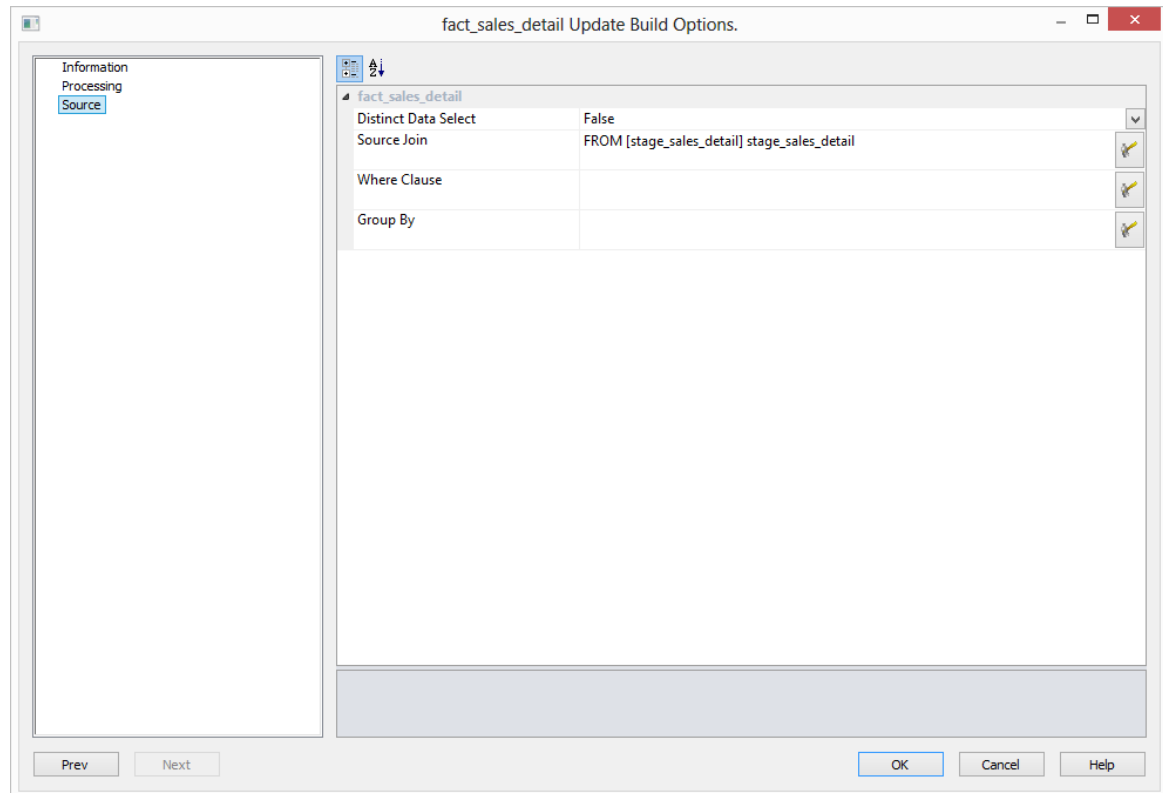 fact_sales_detail Update Build Options.
Information
Processing
Source
fact_sales_detail
Distinct Data Select False
Source Join FROM [stage_sales_detail] stage_sales_detail
Where Clause
Group By
Prev Next OK Cancel Help